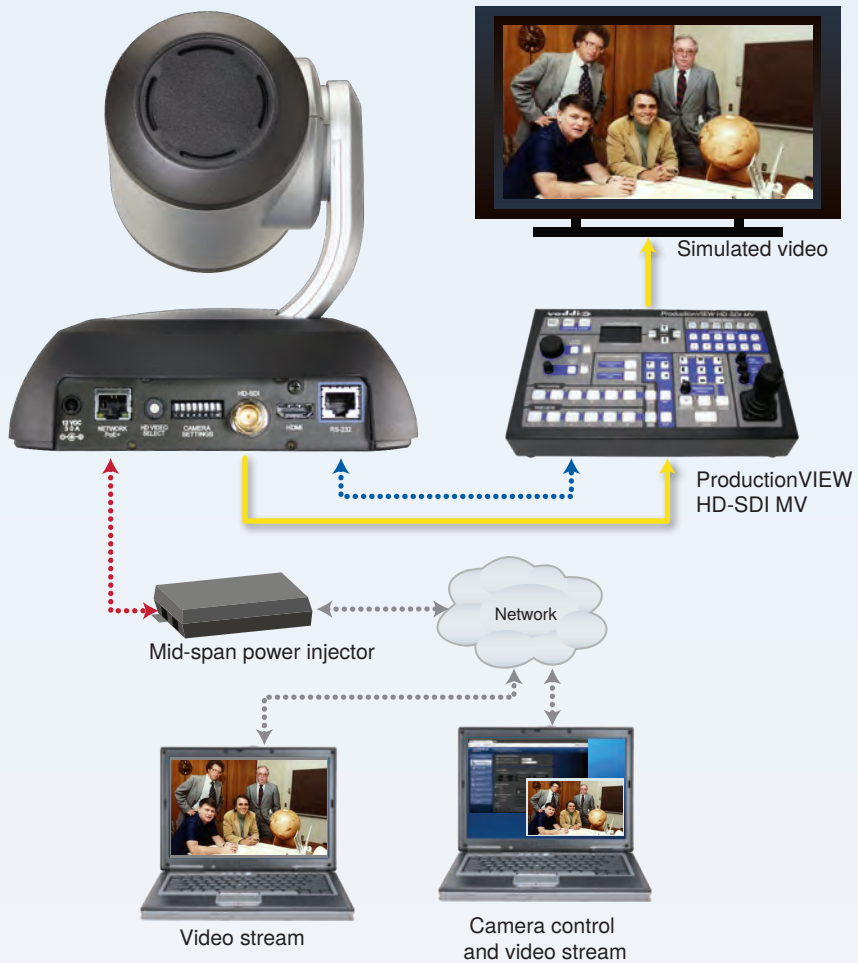 Simulated video
vaddio
ProductionVIEW HD-SDI MV
12 VDC
3.0 A
NETWORK
PoE+
HD VIDEO
SELECT
CAMERA
SETTINGS
HD-SDI
HDMI
RS-232
ProductionVIEW
HD-SDI MV
Network
Mid-span power injector
Video stream
Camera control
and video stream